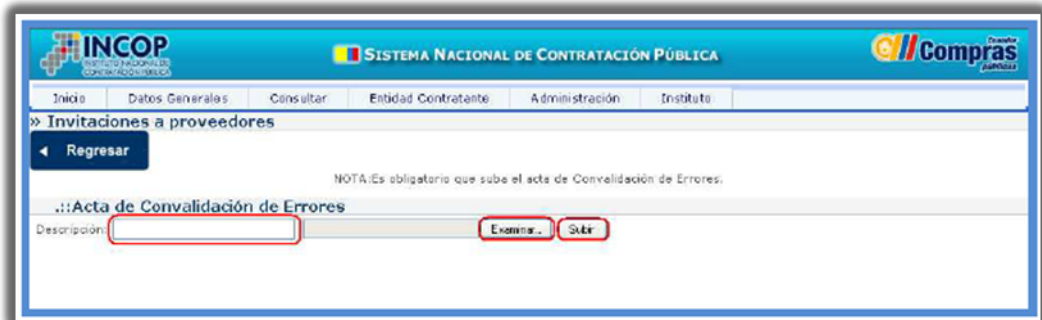 INCOP
INSTITUTO NACIONAL DE
CONTRATACIÓN PÚBLICA
SISTEMA NACIONAL DE CONTRATACIÓN PÚBLICA
Ecuador
Compras
públicas
Inicio Datos Generales Consultar Entidad Contratante Administración Instituto
» Invitaciones a proveedores
Regresar
NOTA:Es obligatorio que suba el acta de Convalidación de Errores.
.::Acta de Convalidación de Errores
Descripción: Examinar... Subir